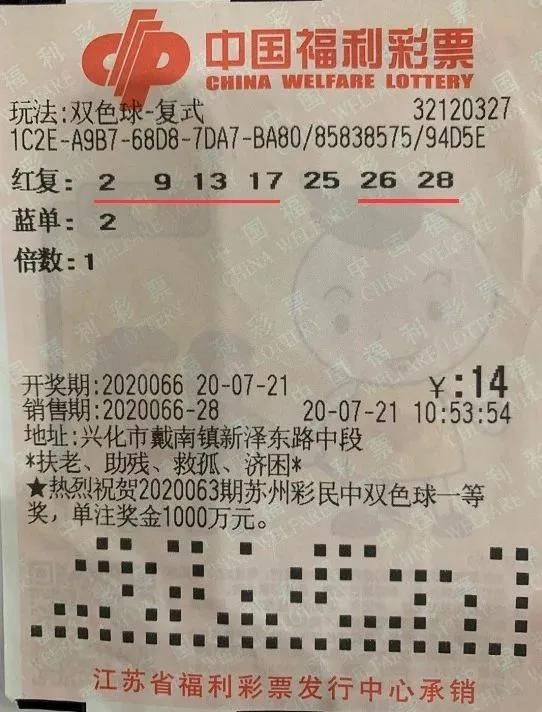 中国福利彩票
CHINA WELFARE LOTTERY
玩法:双色球-复式 32120327
1C2E-A9B7-68D8-7DA7-BA80/85838575/94D5E
红复: 2 9 13 17 25 26 28
蓝单: 2
倍数:1
开奖期:2020066 20-07-21 ¥:14
销售期:2020066-28 20-07-21 10:53:54
地址:兴化市戴南镇新泽东路中段
*扶老、助残、救孤、济困*
★热烈祝贺2020063期苏州彩民中双色球一等
奖，单注奖金1000万元。
江苏省福利彩票发行中心承销